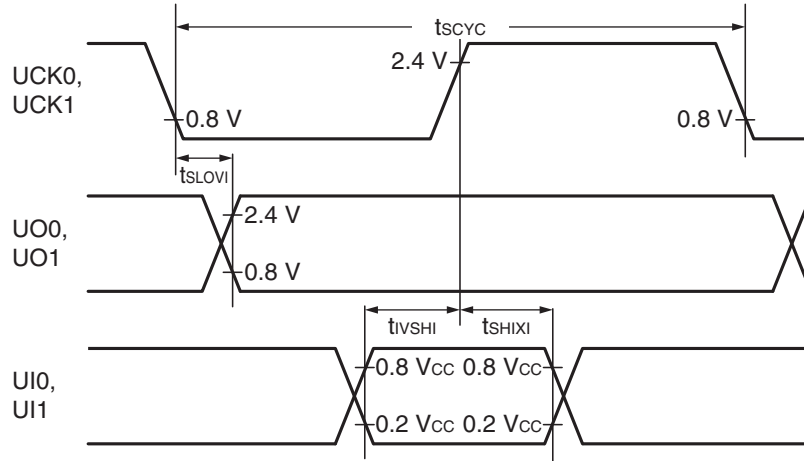 tSCYC
UCK0,
UCK1
2.4 V
0.8 V
0.8 V
tSLOVI
UO0,
UO1
2.4 V
0.8 V
tIVSHI
tSHIXI
UI0,
UI1
0.8 VCC 0.8 VCC
0.2 VCC 0.2 VCC